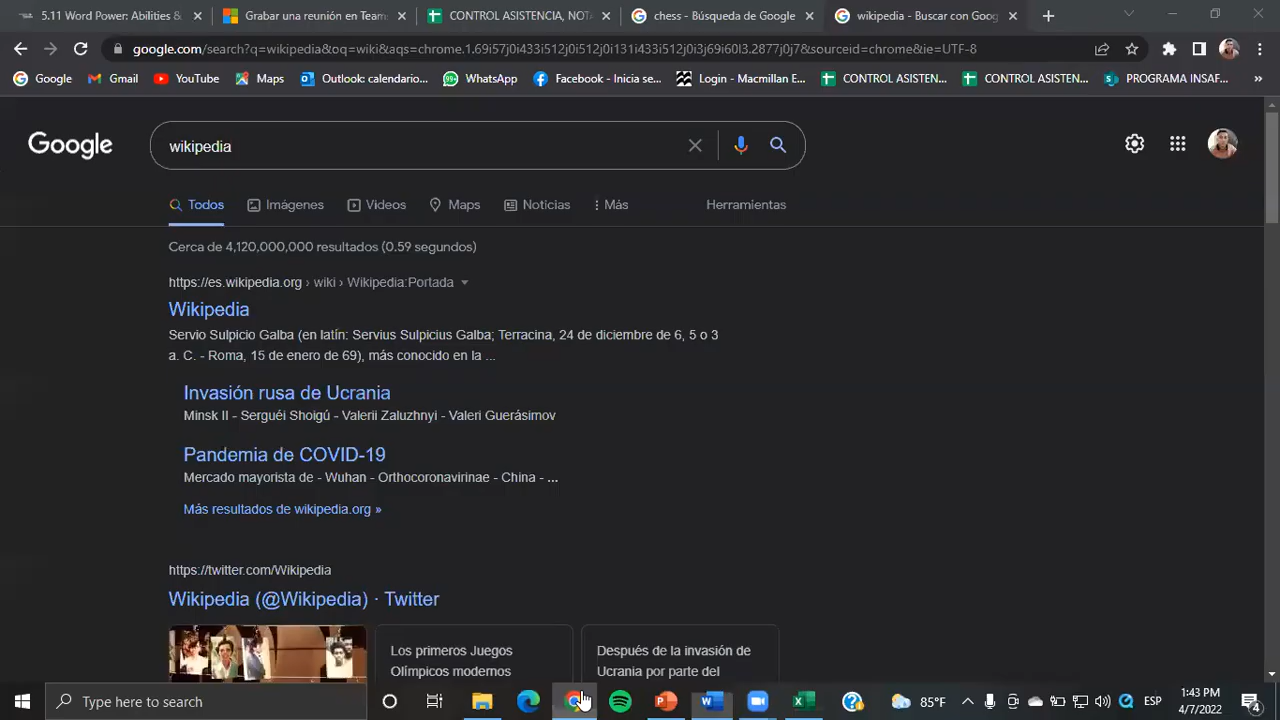 5.11 Word Power: Abilities &
Grabar una reunión en Teams
CONTROL ASISTENCIA, NOTA
chess - Búsqueda de Google
wikipedia - Buscar con Goog
google.com/search?q=wikipedia&oq=wiki&aqs=chrome.1.69i57j0i433i512j0i512j0i131i433i512j0i512j0i3j69i60l3.2877j0j7&sourceid=chrome&ie=UTF-8
Google
Gmail
YouTube
Maps
Outlook: calendario...
99+
WhatsApp
Facebook - Inicia se...
Login - Macmillan E...
CONTROL ASISTEN...
CONTROL ASISTEN...
PROGRAMA INSAF...
»
Google
wikipedia
Todos
Imágenes
Videos
Maps
Noticias
Más
Herramientas
Cerca de 4,120,000,000 resultados (0.59 segundos)
https://es.wikipedia.org › wiki › Wikipedia:Portada
Wikipedia
Servio Sulpicio Galba (en latín: Servius Sulpicius Galba; Terracina, 24 de diciembre de 6, 5 o 3
a. C. - Roma, 15 de enero de 69), más conocido en la ...
Invasión rusa de Ucrania
Minsk II - Serguéi Shoigú - Valerii Zaluzhnyi - Valeri Guerásimov
Pandemia de COVID-19
Mercado mayorista de - Wuhan - Orthocoronavirinae - China - ...
Más resultados de wikipedia.org »
https://twitter.com/Wikipedia
Wikipedia (@Wikipedia) · Twitter
Los primeros Juegos
Olímpicos modernos
Después de la invasión de
Ucrania por parte del
Type here to search
85°F
ESP
1:43 PM
4/7/2022
4